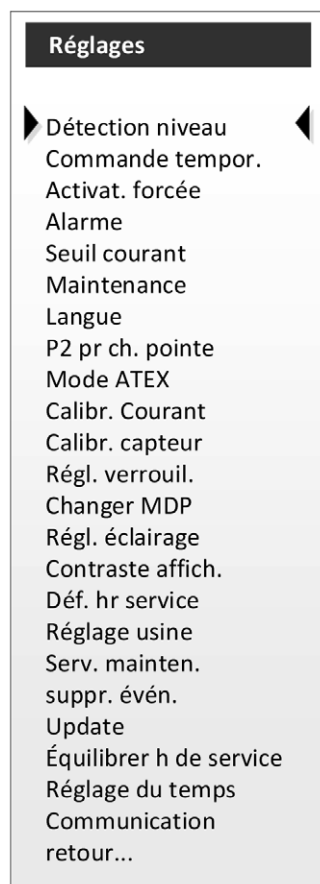 Réglages
Détection niveau
Commande tempor.
Activat. forcée
Alarme
Seuil courant
Maintenance
Langue
P2 pr ch. pointe
Mode ATEX
Calibr. Courant
Calibr. capteur
Régl. verrouil.
Changer MDP
Régl. éclairage
Contraste affich.
Déf. hr service
Réglage usine
Serv. mainten.
suppr. évén.
Update
Équilibrer h de service
Réglage du temps
Communication
retour...